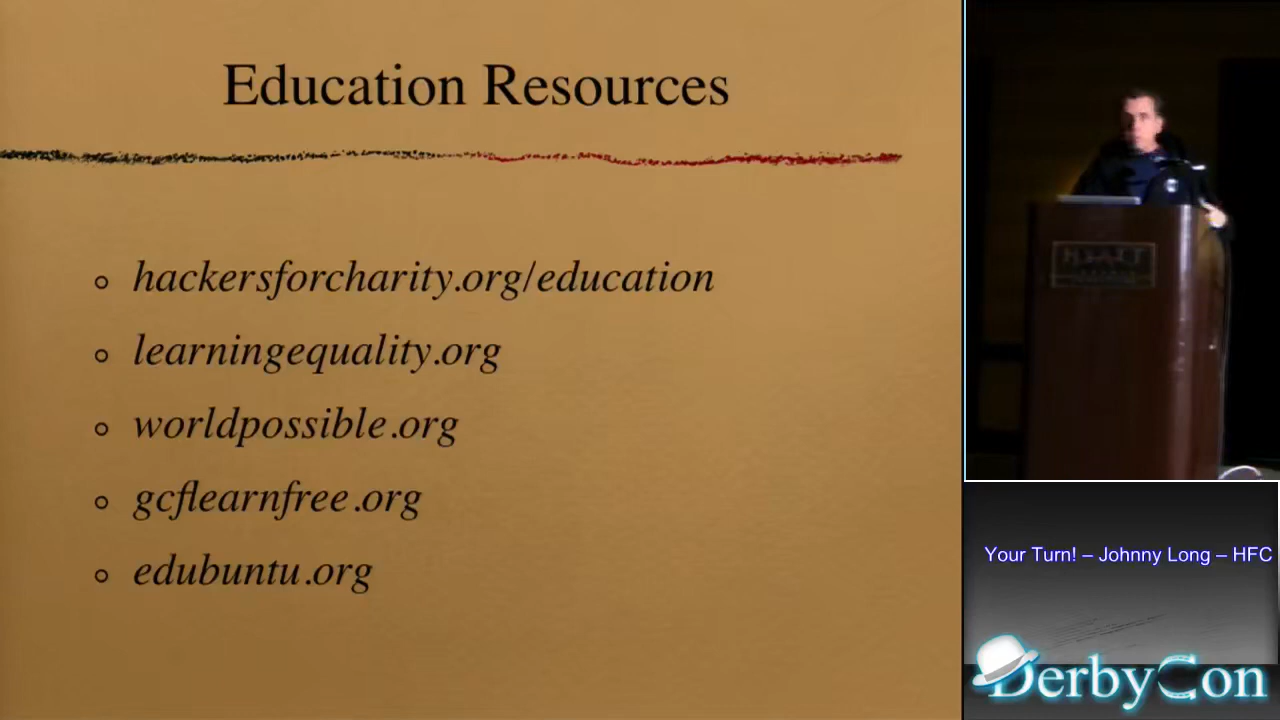 Education Resources
hackersforcharity.org/education
learningequality.org
worldpossible.org
gcflearnfree.org
edubuntu.org
HYATT
Your Turn! – Johnny Long – HFC
DerbyCon